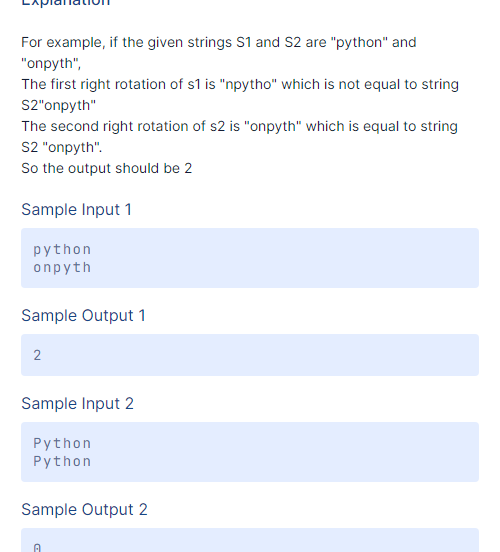 Explanation
For example, if the given strings S1 and S2 are "python" and
"onpyth",
The first right rotation of s1 is "npytho" which is not equal to string
S2"onpyth"
The second right rotation of s2 is "onpyth" which is equal to string
S2 "onpyth".
So the output should be 2
Sample Input 1
python
onpyth
Sample Output 1
2
Sample Input 2
Python
Python
Sample Output 2
0